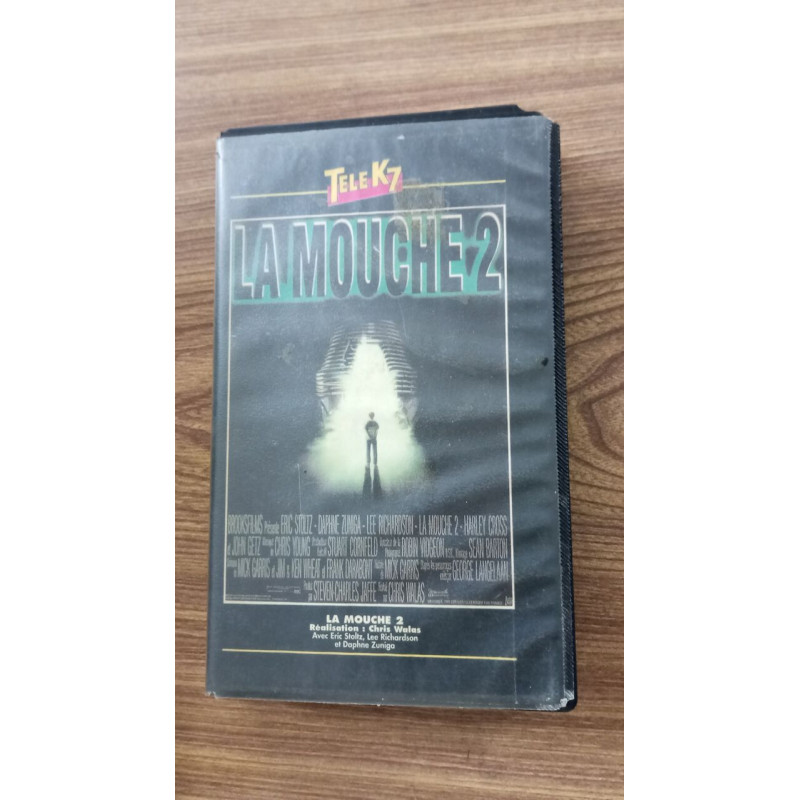 TELE K7
LA MOUCHE 2
BROOKSFILMS Présente ERIC STOLTZ - DAPHNE ZUNIGA - LEE RICHARDSON - LA MOUCHE 2 - HARLEY CROSS
et JOHN GETZ CHRIS YOUNG STUART CORNFELD ROBIN VIDGEON SEAN BARTON
MICK GARRIS et JIM & KEN WHEAT et FRANK DARABONT MICK GARRIS GEORGE LANGELAAN
STEVEN-CHARLES JAFFE CHRIS WALAS
LA MOUCHE 2
Réalisation : Chris Walas
Avec Eric Stoltz, Lee Richardson
et Daphne Zuniga